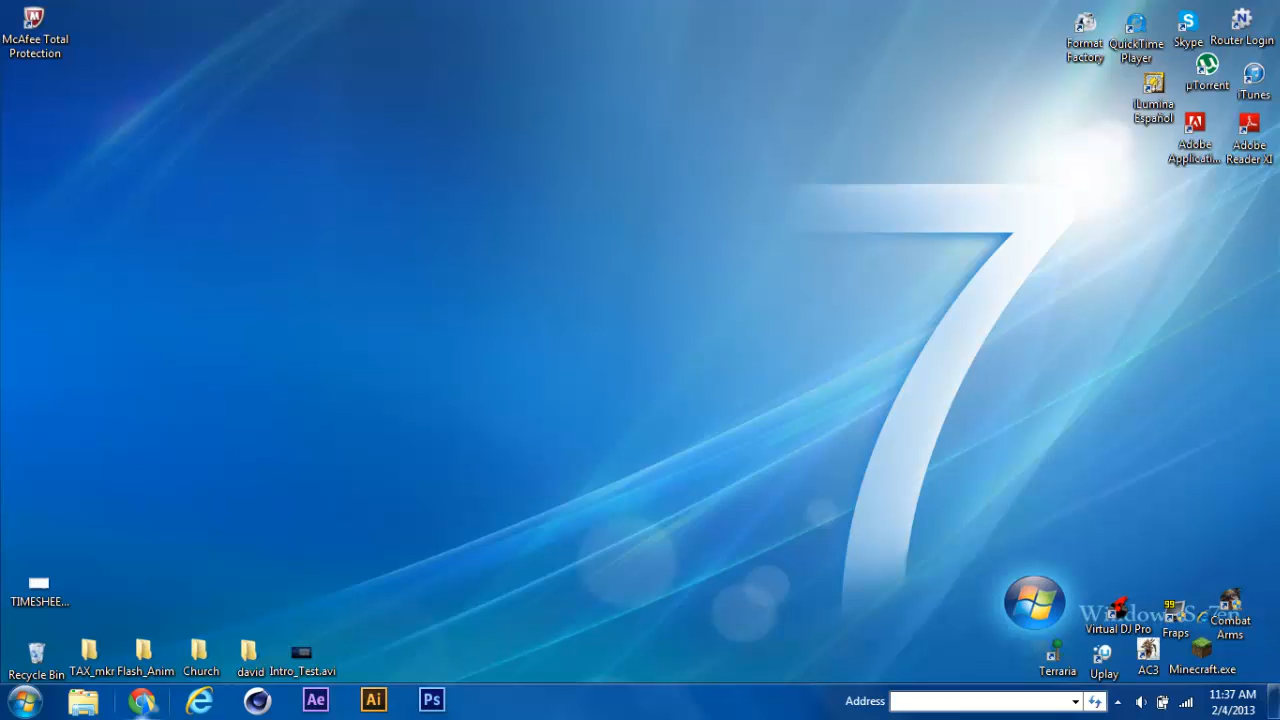 McAfee Total
Protection
Format
Factory
QuickTime
Player
Skype
Router Login
µTorrent
iTunes
iLumina
Español
Adobe
Applicati...
Adobe
Reader XI
7
TIMESHEE...
Recycle Bin
TAX_mkr
Flash_Anim
Church
david
Intro_Test.avi
Virtual DJ Pro
99
Fraps
Combat
Arms
Terraria
Uplay
AC3
Minecraft.exe
Ae
Ai
Ps
Address
11:37 AM
2/4/2013